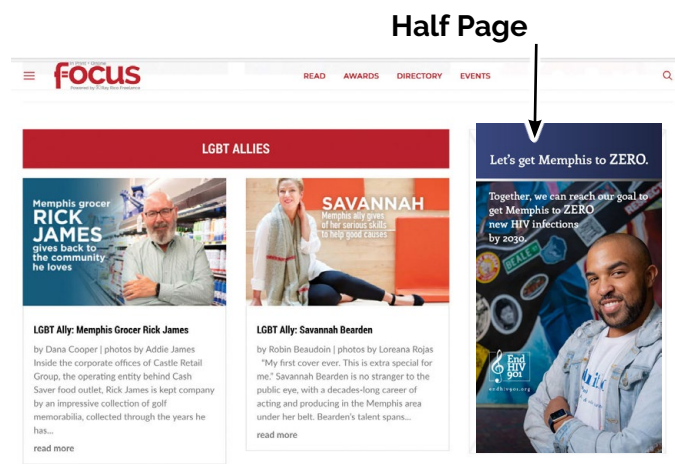 Half Page
In Print + Online
FOCUS
READ AWARDS DIRECTORY EVENTS
LGBT ALLIES
Memphis grocer
RICK
JAMES
gives back to
the community
he loves
LGBT Ally: Memphis Grocer Rick James
by Dana Cooper | photos by Addie James
Inside the corporate offices of Castle Retail
Group, the operating entity behind Cash
Saver food outlet, Rick James is kept company
by an impressive collection of golf
memorabilia, collected through the years he
has...
read more
SAVANNAH
Memphis ally gives
of her serious skills
to help good causes
LGBT Ally: Savannah Bearden
by Robin Beaudoin | photos by Loreana Rojas
"My first cover ever. This is extra special for
me." Savannah Bearden is no stranger to the
public eye, with a decades-long career of
acting and producing in the Memphis area
under her belt. Bearden's talent spans...
read more
Let's get Memphis to ZERO.
Together, we can reach our goal to
get Memphis to ZERO
new HIV infections
by 2030.
BEALE
End
HIV
901
endhiv901.org